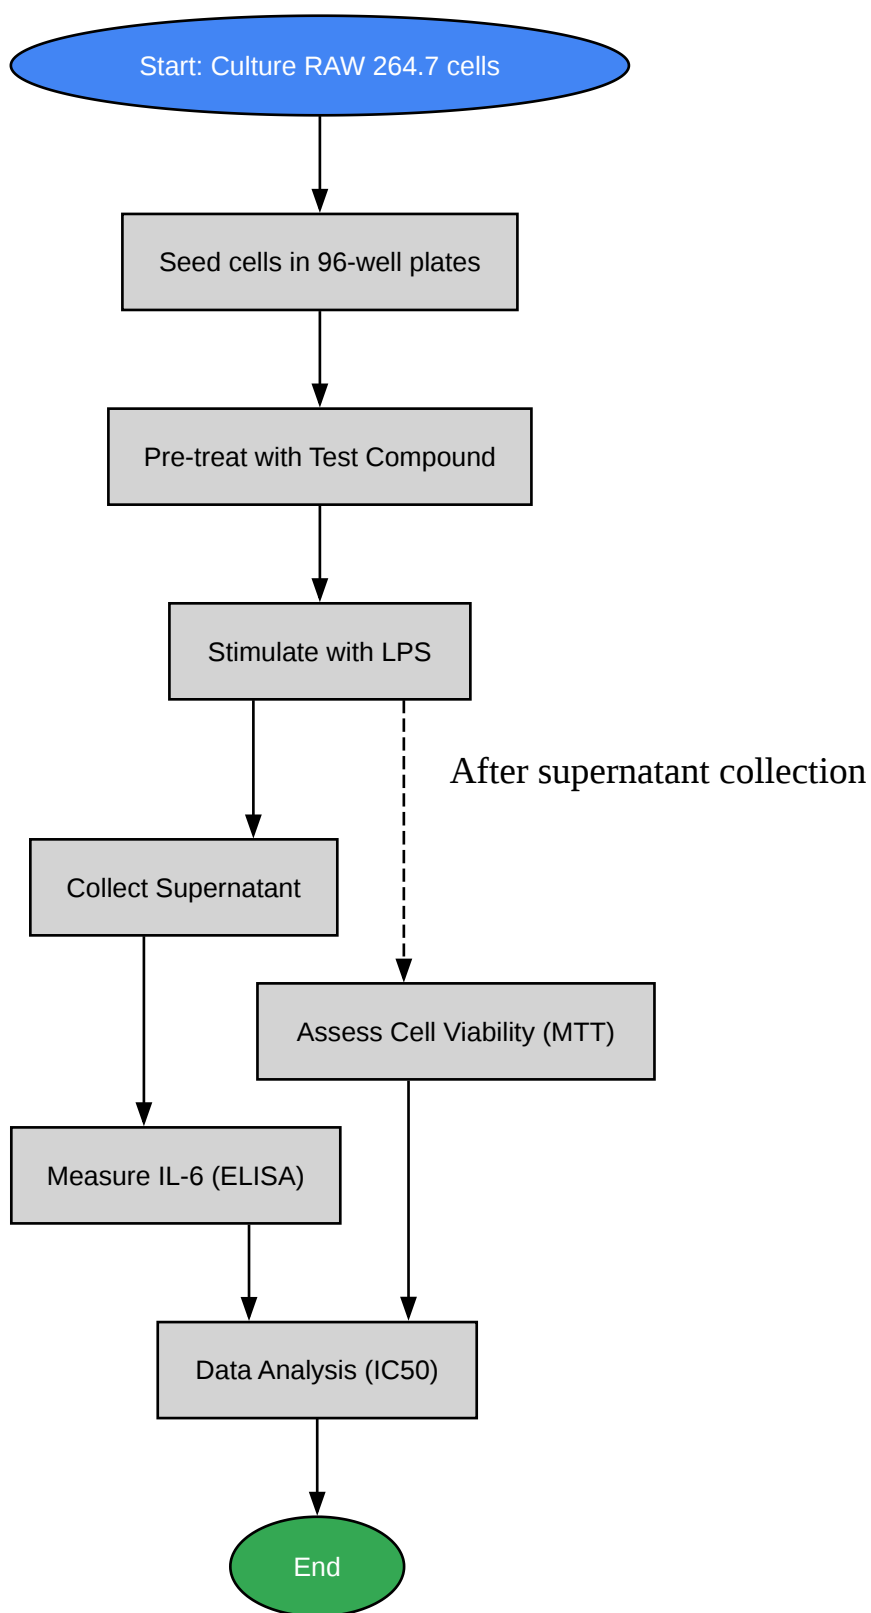 Start: Culture RAW 264.7 cells
Seed cells in 96-well plates
Pre-treat with Test Compound
Stimulate with LPS
After supernatant collection
Collect Supernatant
Assess Cell Viability (MTT)
Measure IL-6 (ELISA)
Data Analysis (IC50)
End